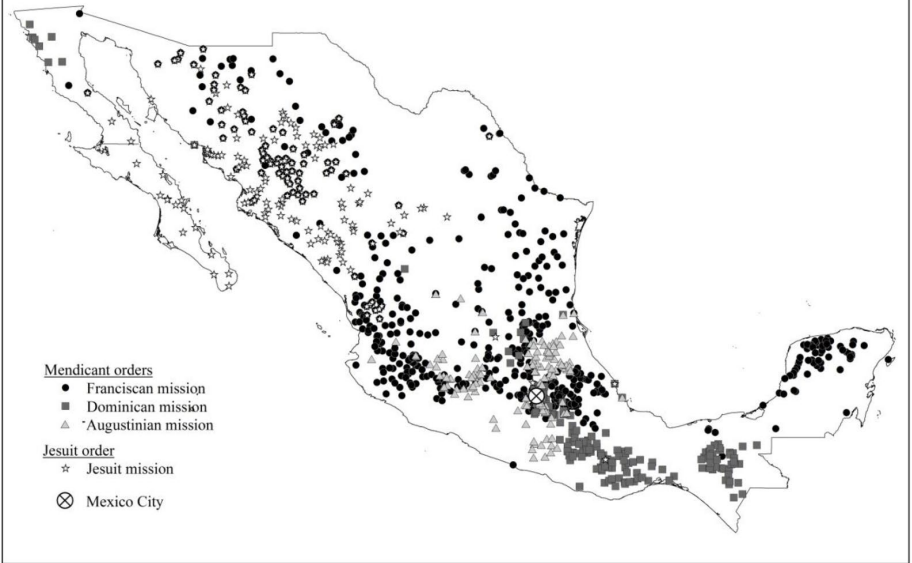 Mendicant orders
Franciscan mission
Dominican mission
Augustinian mission
Jesuit order
Jesuit mission
Mexico City